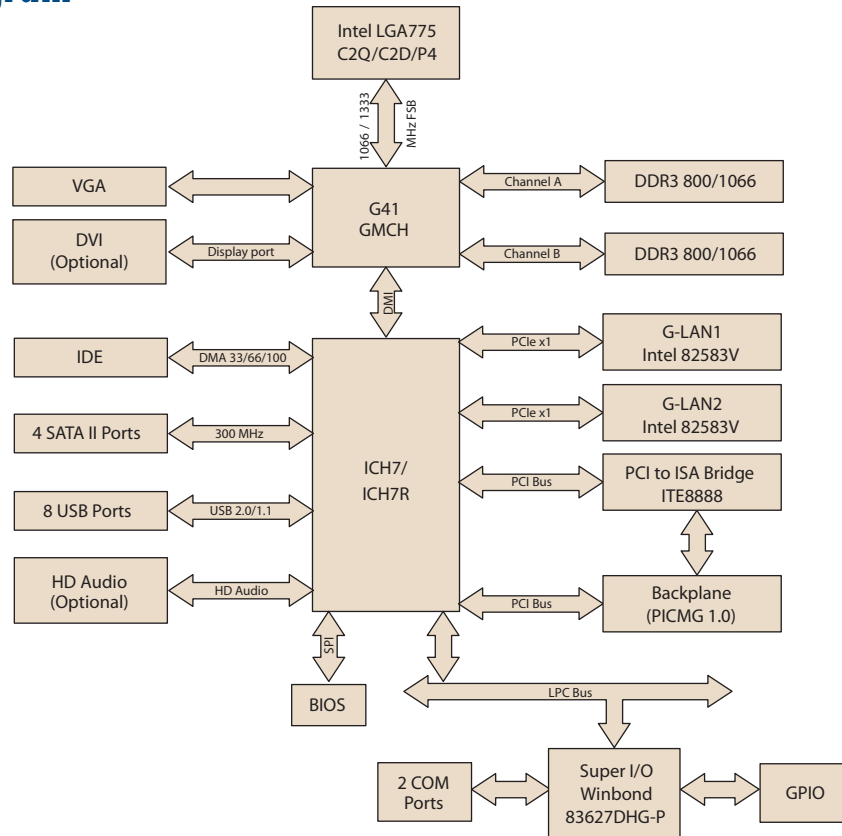 Intel LGA775
C2Q/C2D/P4
1066 / 1333
MHz FSB
VGA
G41
GMCH
Channel A
DDR3 800/1066
DVI
(Optional)
Display port
Channel B
DDR3 800/1066
DMI
IDE
DMA 33/66/100
PCIe x1
G-LAN1
Intel 82583V
4 SATA II Ports
300 MHz
PCIe x1
G-LAN2
Intel 82583V
ICH7/
ICH7R
PCI Bus
PCI to ISA Bridge
ITE8888
8 USB Ports
USB 2.0/1.1
HD Audio
(Optional)
HD Audio
PCI Bus
Backplane
(PICMG 1.0)
SPI
BIOS
LPC Bus
2 COM
Ports
Super I/O
Winbond
83627DHG-P
GPIO